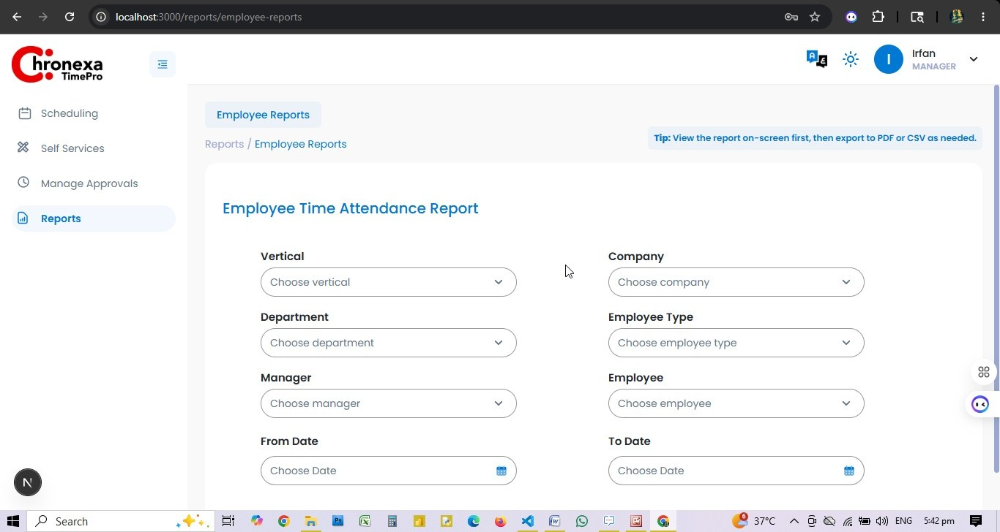 localhost:3000/reports/employee-reports
Chronexa
TimePro
Irfan
MANAGER
I
Scheduling
Self Services
Manage Approvals
Reports
Employee Reports
Reports / Employee Reports
Tip: View the report on-screen first, then export to PDF or CSV as needed.
Employee Time Attendance Report
Vertical
Choose vertical
Company
Choose company
Department
Choose department
Employee Type
Choose employee type
Manager
Choose manager
Employee
Choose employee
From Date
Choose Date
To Date
Choose Date
N
Search
6
37°C
ENG
5:42 pm